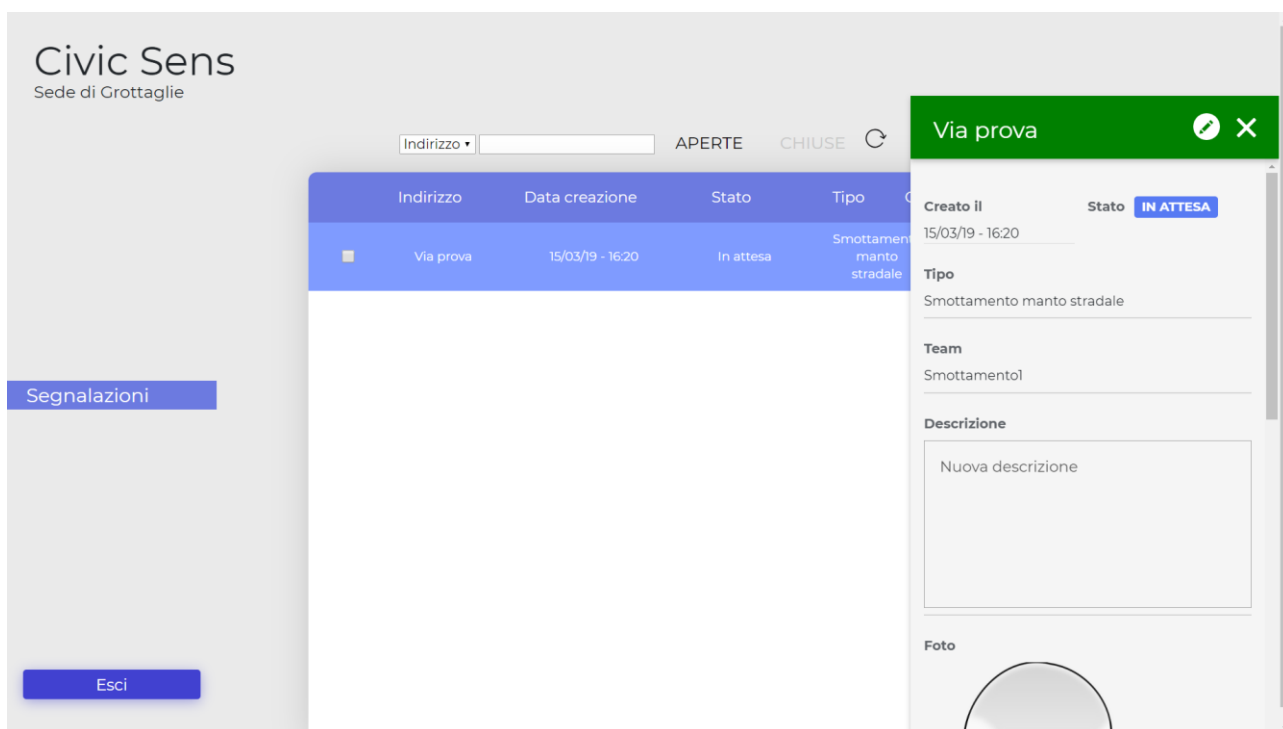 Civic Sens
Sede di Grottaglie
Indirizzo
APERTE
CHIUSE
Indirizzo
Data creazione
Stato
Tipo
Via prova
15/03/19 - 16:20
In attesa
manto
stradale
Segnalazioni
Esci
Via prova
Creato il
Stato
IN ATTESA
15/03/19 - 16:20
Tipo
Smottamento manto stradale
Team
Smottamento1
Descrizione
Nuova descrizione
Foto